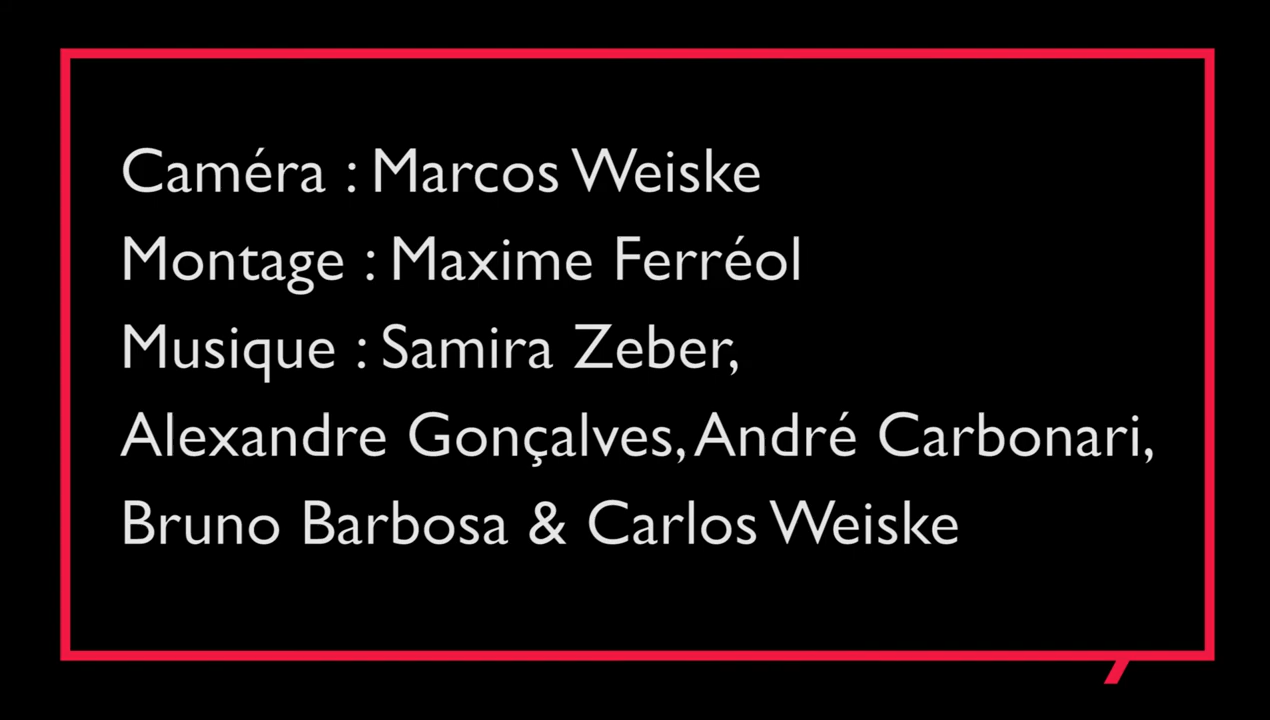 Caméra : Marcos Weiske
Montage : Maxime Ferréol
Musique : Samira Zeber,
Alexandre Gonçalves, André Carbonari,
Bruno Barbosa & Carlos Weiske